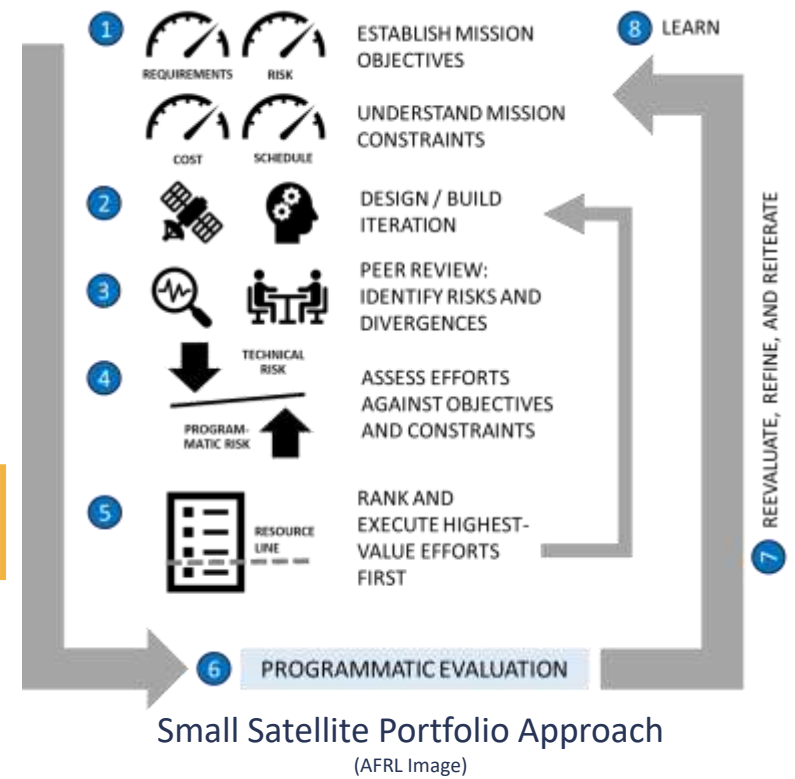 1
REQUIREMENTS
RISK
ESTABLISH MISSION
OBJECTIVES
COST
SCHEDULE
UNDERSTAND MISSION
CONSTRAINTS
2
DESIGN / BUILD
ITERATION
3
PEER REVIEW:
IDENTIFY RISKS AND
DIVERGENCES
4
TECHNICAL
RISK
PROGRAM-
MATIC RISK
ASSESS EFFORTS
AGAINST OBJECTIVES
AND CONSTRAINTS
5
RESOURCE
LINE
RANK AND
EXECUTE HIGHEST-
VALUE EFFORTS
FIRST
6 PROGRAMMATIC EVALUATION
7 REEVALUATE, REFINE, AND REITERATE
8 LEARN
Small Satellite Portfolio Approach
(AFRL Image)